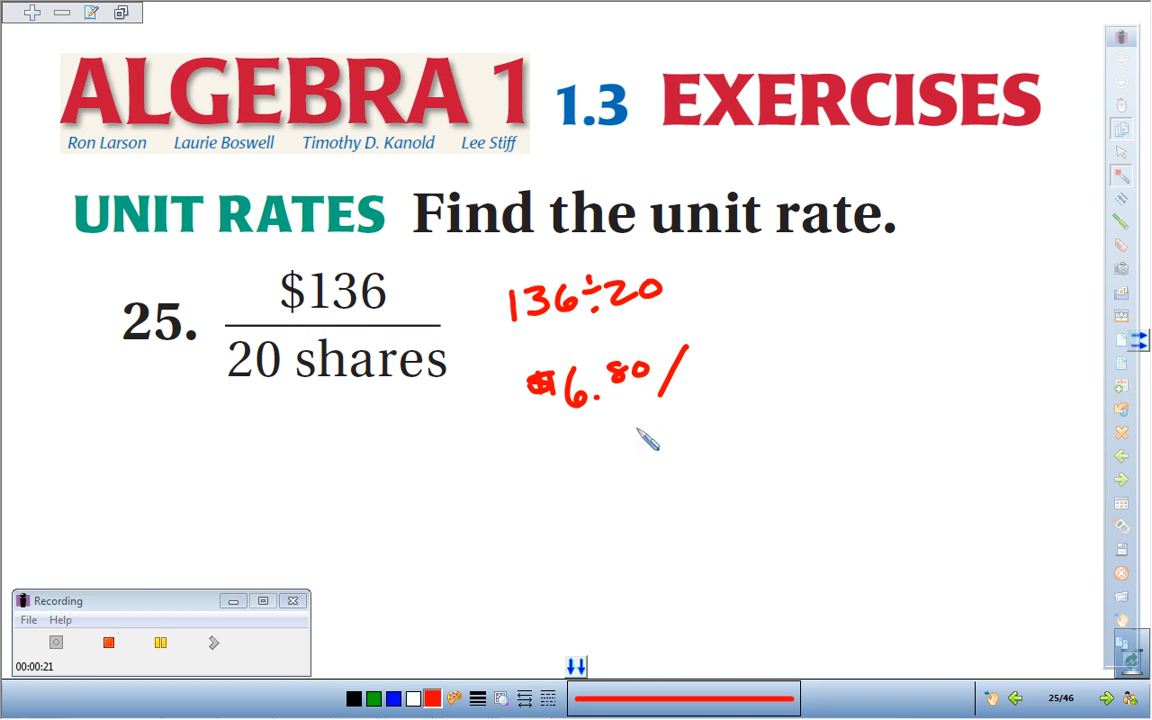 ALGEBRA 1 1.3 EXERCISES
Ron Larson Laurie Boswell Timothy D. Kanold Lee Stiff
UNIT RATES Find the unit rate.
25. $136
20 shares
136÷20
$6.80/
Recording
File Help
00:00:21
25/46